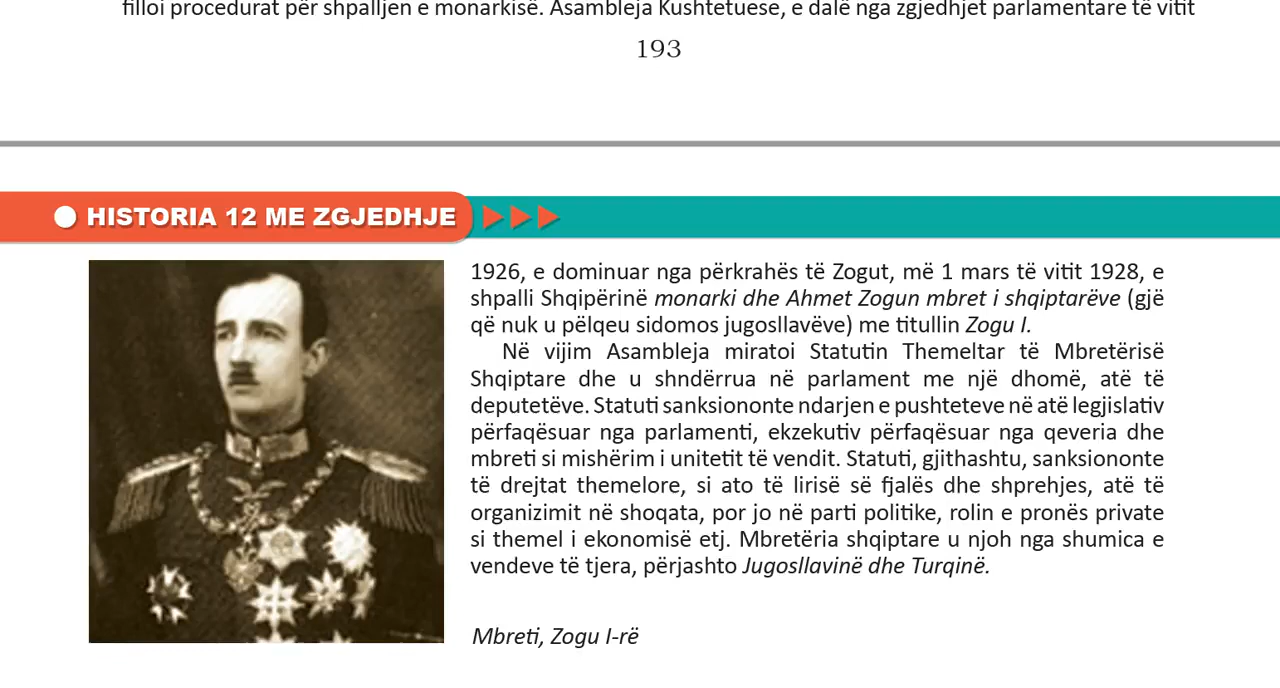 filloi procedurat për shpalljen e monarkisë. Asambleja Kushtetuese, e dalë nga zgjedhjet parlamentare të vitit
193
HISTORIA 12 ME ZGJEDHJE
1926, e dominuar nga përkrahës të Zogut, më 1 mars të vitit 1928, e
shpalli Shqipërinë monarki dhe Ahmet Zogun mbret i shqiptarëve (gjë
që nuk u pëlqeu sidomos jugosllavëve) me titullin Zogu I.
Në vijim Asambleja miratoi Statutin Themeltar të Mbretërisë
Shqiptare dhe u shndërrua në parlament me një dhomë, atë të
deputetëve. Statuti sanksiononte ndarjen e pushteteve në atë legjislativ
përfaqësuar nga parlamenti, ekzekutiv përfaqësuar nga qeveria dhe
mbreti si mishërim i unitetit të vendit. Statuti, gjithashtu, sanksiononte
të drejtat themelore, si ato të lirisë së fjalës dhe shprehjes, atë të
organizimit në shoqata, por jo në parti politike, rolin e pronës private
si themel i ekonomisë etj. Mbretëria shqiptare u njoh nga shumica e
vendeve të tjera, përjashto Jugosllavinë dhe Turqinë.
Mbreti, Zogu I-rë